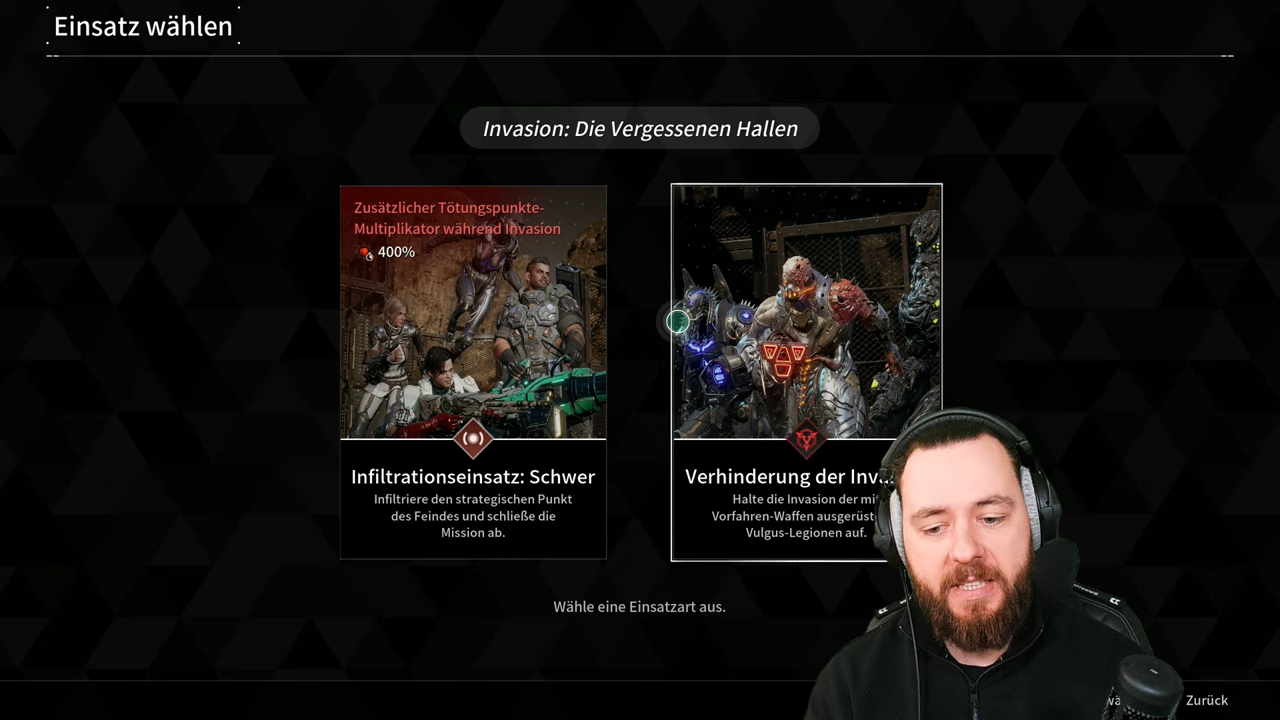 Einsatz wählen
Invasion: Die Vergessenen Hallen
Zusätzlicher Tötungspunkte-
Multiplikator während Invasion
400%
Infiltrationseinsatz: Schwer
Infiltriere den strategischen Punkt
des Feindes und schließe die
Mission ab.
Verhinderung der Inv...
Halte die Invasion der mit
Vorfahren-Waffen ausgerüst
Vulgus-Legionen auf.
Wähle eine Einsatzart aus.
Zurück